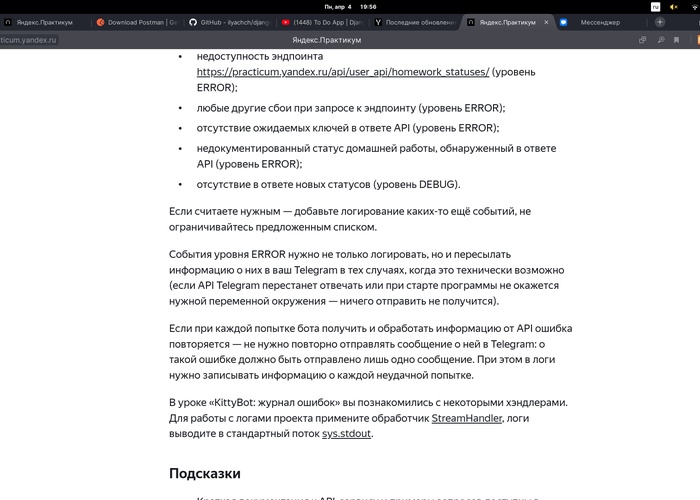 Пн, апр 4 19:56
ru
Яндекс.Практикум
Download Postman | Ge
GitHub - ilyachch/djang
(1448) To Do App | Djan
Последние обновлен
Яндекс.Практикум
Мессенджер
ticum.yandex.ru
Яндекс.Практикум
• недоступность эндпоинта
https://practicum.yandex.ru/api/user_api/homework_statuses/ (уровень
ERROR);
• любые другие сбои при запросе к эндпоинту (уровень ERROR);
• отсутствие ожидаемых ключей в ответе API (уровень ERROR);
• недокументированный статус домашней работы, обнаруженный в ответе
API (уровень ERROR);
• отсутствие в ответе новых статусов (уровень DEBUG).
Если считаете нужным — добавьте логирование каких-то ещё событий, не
ограничивайтесь предложенным списком.
События уровня ERROR нужно не только логировать, но и пересылать
информацию о них в ваш Telegram в тех случаях, когда это технически возможно
(если API Telegram перестанет отвечать или при старте программы не окажется
нужной переменной окружения — ничего отправить не получится).
Если при каждой попытке бота получить и обработать информацию от API ошибка
повторяется — не нужно повторно отправлять сообщение о ней в Telegram: о
такой ошибке должно быть отправлено лишь одно сообщение. При этом в логи
нужно записывать информацию о каждой неудачной попытке.
В уроке «KittyBot: журнал ошибок» вы познакомились с некоторыми хэндлерами.
Для работы с логами проекта примените обработчик StreamHandler, логи
выводите в стандартный поток sys.stdout.
Подсказки